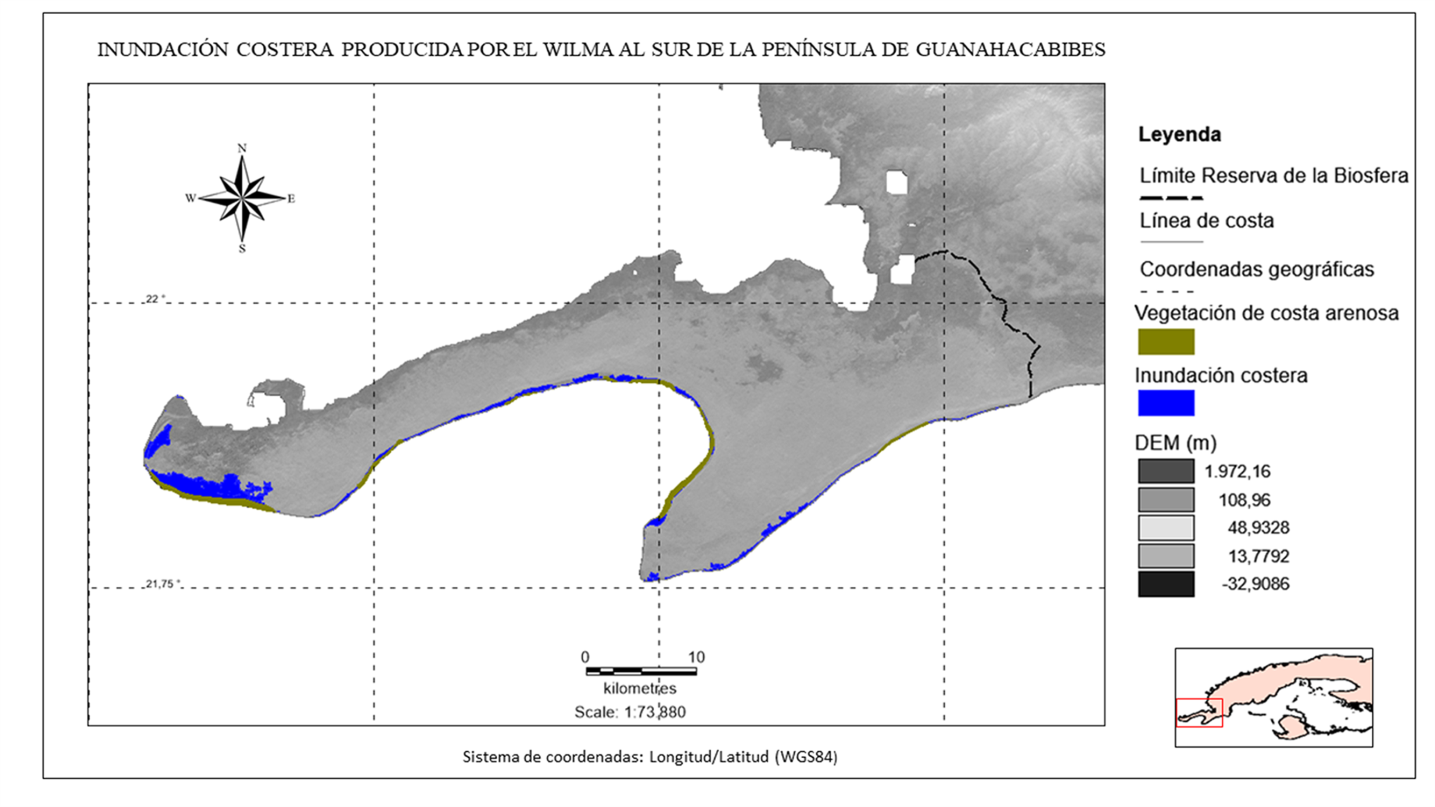 INUNDACIÓN COSTERA PRODUCIDA POR EL WILMA AL SUR DE LA PENÍNSULA DE GUANAHACABIBES
N
W
E
S
22 °
21,75 °
0 10
kilometres
Scale: 1:73,880
Leyenda
Límite Reserva de la Biosfera
Línea de costa
Coordenadas geográficas
Vegetación de costa arenosa
Inundación costera
DEM (m)
1.972,16
108,96
48,9328
13,7792
-32,9086
Sistema de coordenadas: Longitud/Latitud (WGS84)